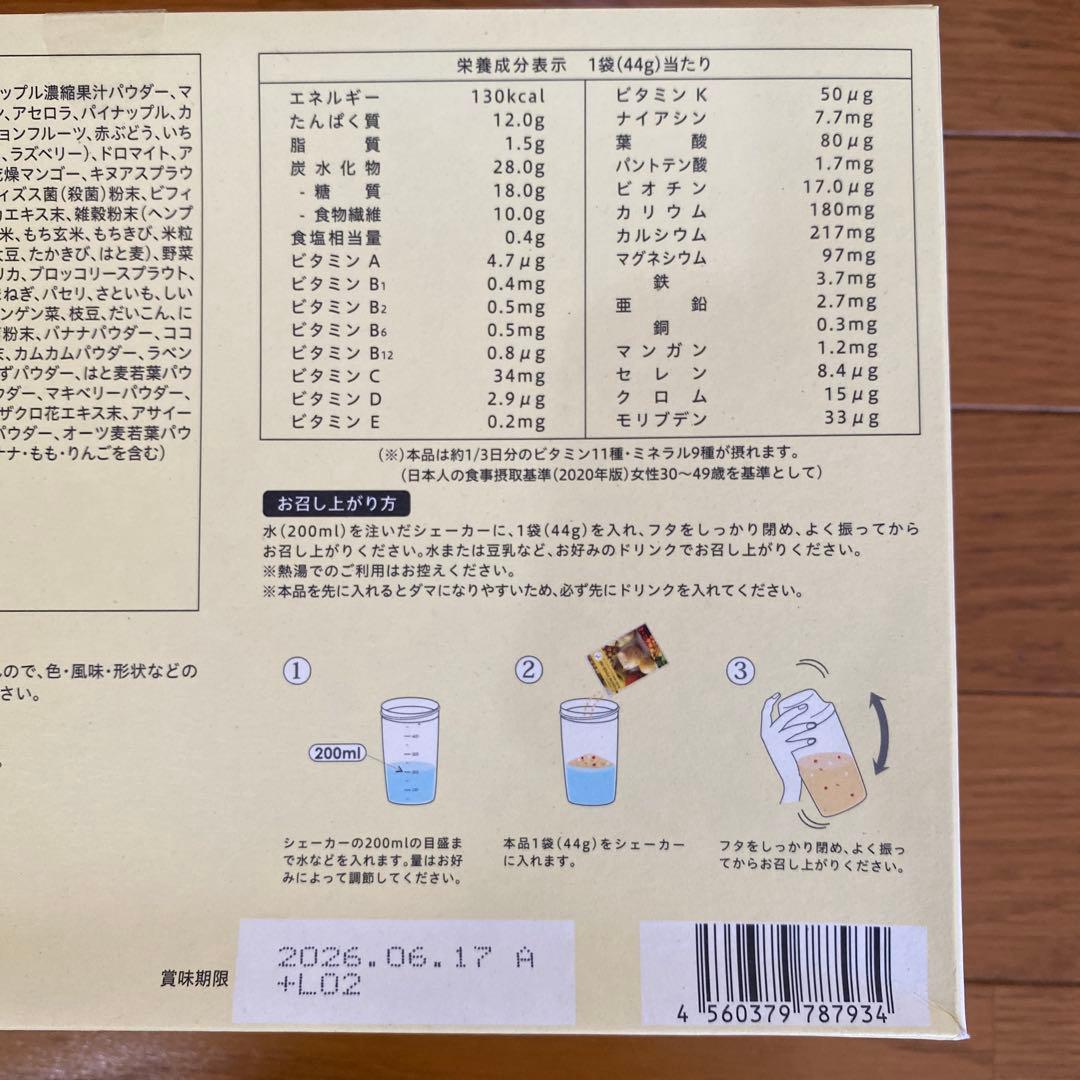 ップル濃縮果汁パウダー、マ
ン、アセロラ、パイナップル、カ
ョンフルーツ、赤ぶどう、いち
、ラズベリー)、ドロマイト、ア
乾燥マンゴー、キヌアスプラウ
ィズス菌(殺菌)粉末、ビフィ
カエキス末、雑穀粉末(ヘンプ
米、もち玄米、もちきび、米粒
大豆、たかきび、はと麦)、野菜
リカ、ブロッコリースプラウト、
まねぎ、パセリ、さといも、しい
ンゲン菜、枝豆、だいこん、に
粉末、バナナパウダー、ココ
末、カムカムパウダー、ラベン
ずパウダー、はと麦若葉パウ
ウダー、マキベリーパウダー、
ザクロ花エキス末、アサイー
パウダー、オーツ麦若葉パウ
ナナ・もも・りんごを含む)
んので、色・風味・形状などの
さい。
栄養成分表示 1袋(44g)当たり
エネルギー 130kcal
たんぱく質 12.0g
脂質 1.5g
炭水化物 28.0g
- 糖質 18.0g
- 食物繊維 10.0g
食塩相当量 0.4g
ビタミン A 4.7μg
ビタミン B1 0.4mg
ビタミン B2 0.5mg
ビタミン B6 0.5mg
ビタミン B12 0.8μg
ビタミン C 34mg
ビタミン D 2.9μg
ビタミン E 0.2mg
ビタミン K 50μg
ナイアシン 7.7mg
葉酸 80μg
パントテン酸 1.7mg
ビオチン 17.0μg
カリウム 180mg
カルシウム 217mg
マグネシウム 97mg
鉄 3.7mg
亜鉛 2.7mg
銅 0.3mg
マンガン 1.2mg
セレン 8.4μg
クロム 15μg
モリブデン 33μg
(※)本品は約1/3日分のビタミン11種・ミネラル9種が摂れます。
(日本人の食事摂取基準(2020年版)女性30〜49歳を基準として)
お召し上がり方
水(200ml)を注いだシェーカーに、1袋(44g)を入れ、フタをしっかり閉め、よく振ってから
お召し上がりください。水または豆乳など、お好みのドリンクでお召し上がりください。
※熱湯でのご利用はお控えください。
※本品を先に入れるとダマになりやすいため、必ず先にドリンクを入れてください。
1
200ml
シェーカーの200mlの目盛ま
で水などを入れます。量はお好
みによって調節してください。
2
本品1袋(44g)をシェーカー
に入れます。
3
フタをしっかり閉め、よく振っ
てからお召し上がりください。
賞味期限
2026.06.17 A
+L02
4 560379 787934